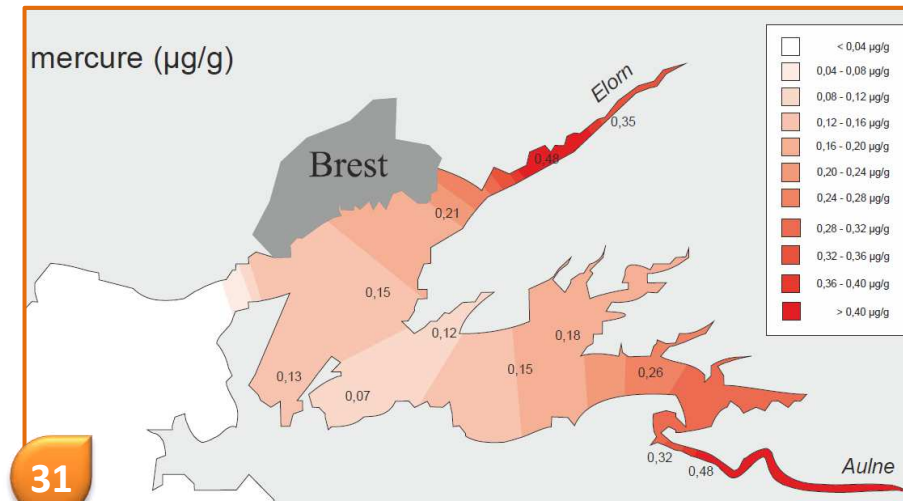 mercure (µg/g)
< 0,04 µg/g
0,04 - 0,08 µg/g
0,08 - 0,12 µg/g
0,12 - 0,16 µg/g
0,16 - 0,20 µg/g
0,20 - 0,24 µg/g
0,24 - 0,28 µg/g
0,28 - 0,32 µg/g
0,32 - 0,36 µg/g
0,36 - 0,40 µg/g
> 0,40 µg/g
Elorn
0,35
0,48
Brest
0,21
0,15
0,12
0,18
0,13
0,07
0,15
0,26
0,32
0,48
Aulne
31